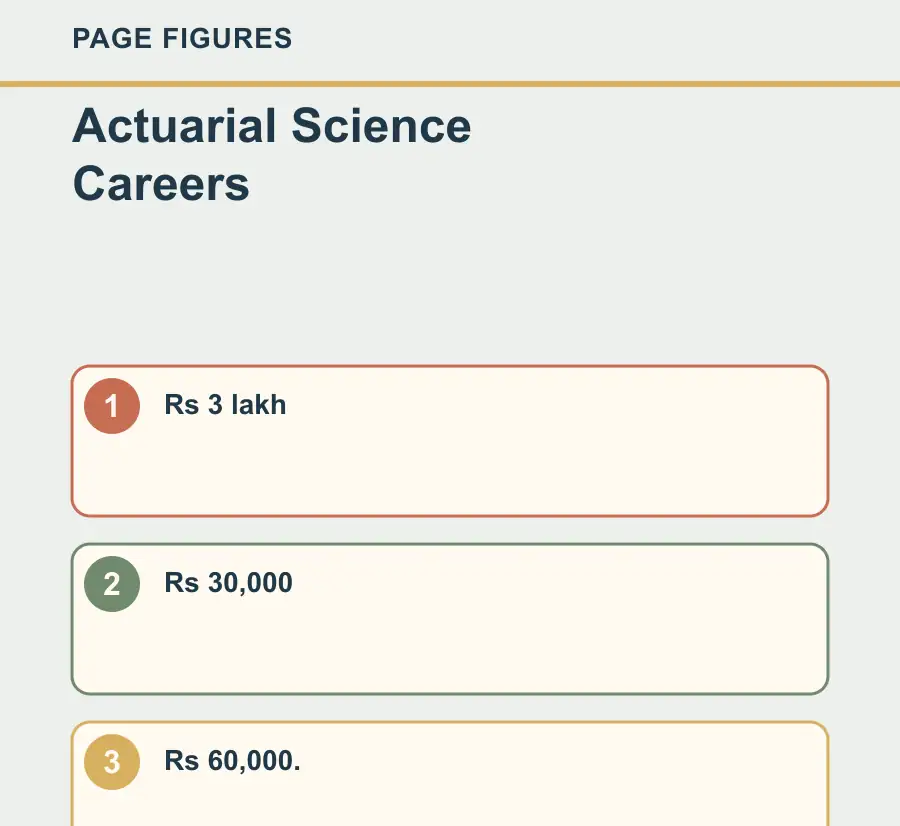 PAGE FIGURES
Actuarial Science
Careers
1 Rs 3 lakh
2 Rs 30,000
3 Rs 60,000.